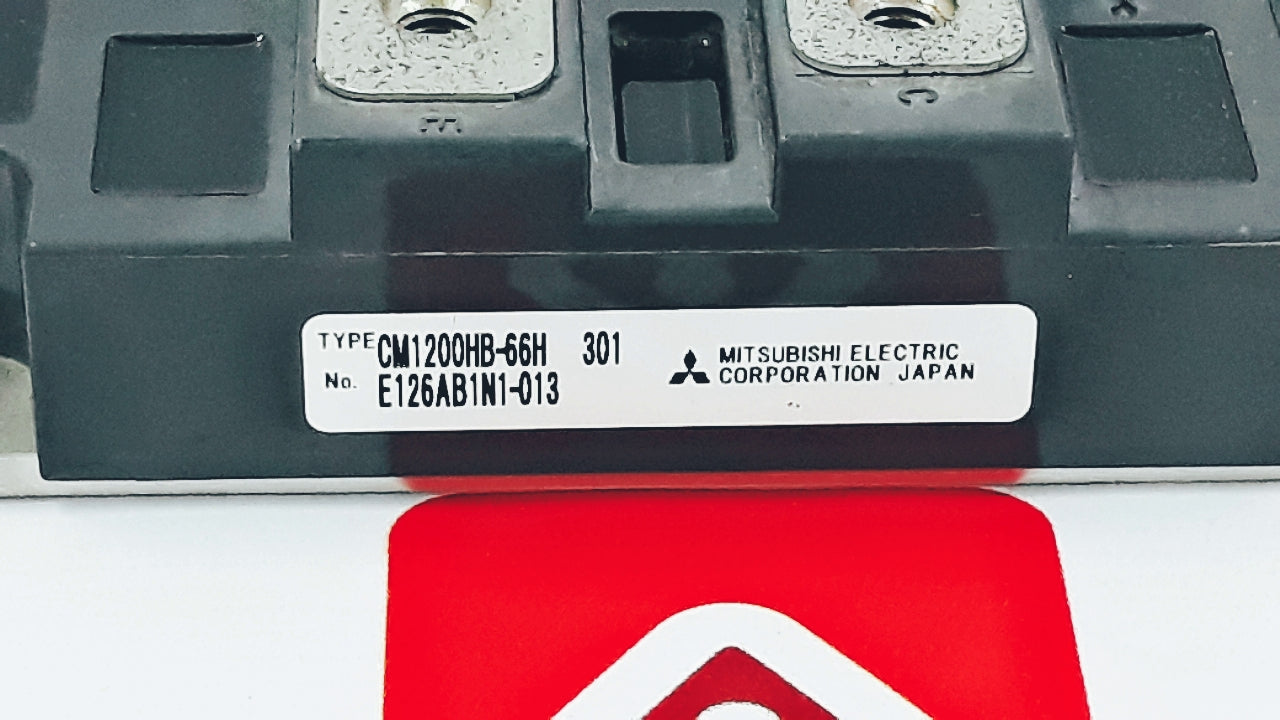 E
C
TYPE CM1200HB-66H 301
No. E126AB1N1-013
MITSUBISHI ELECTRIC
CORPORATION JAPAN